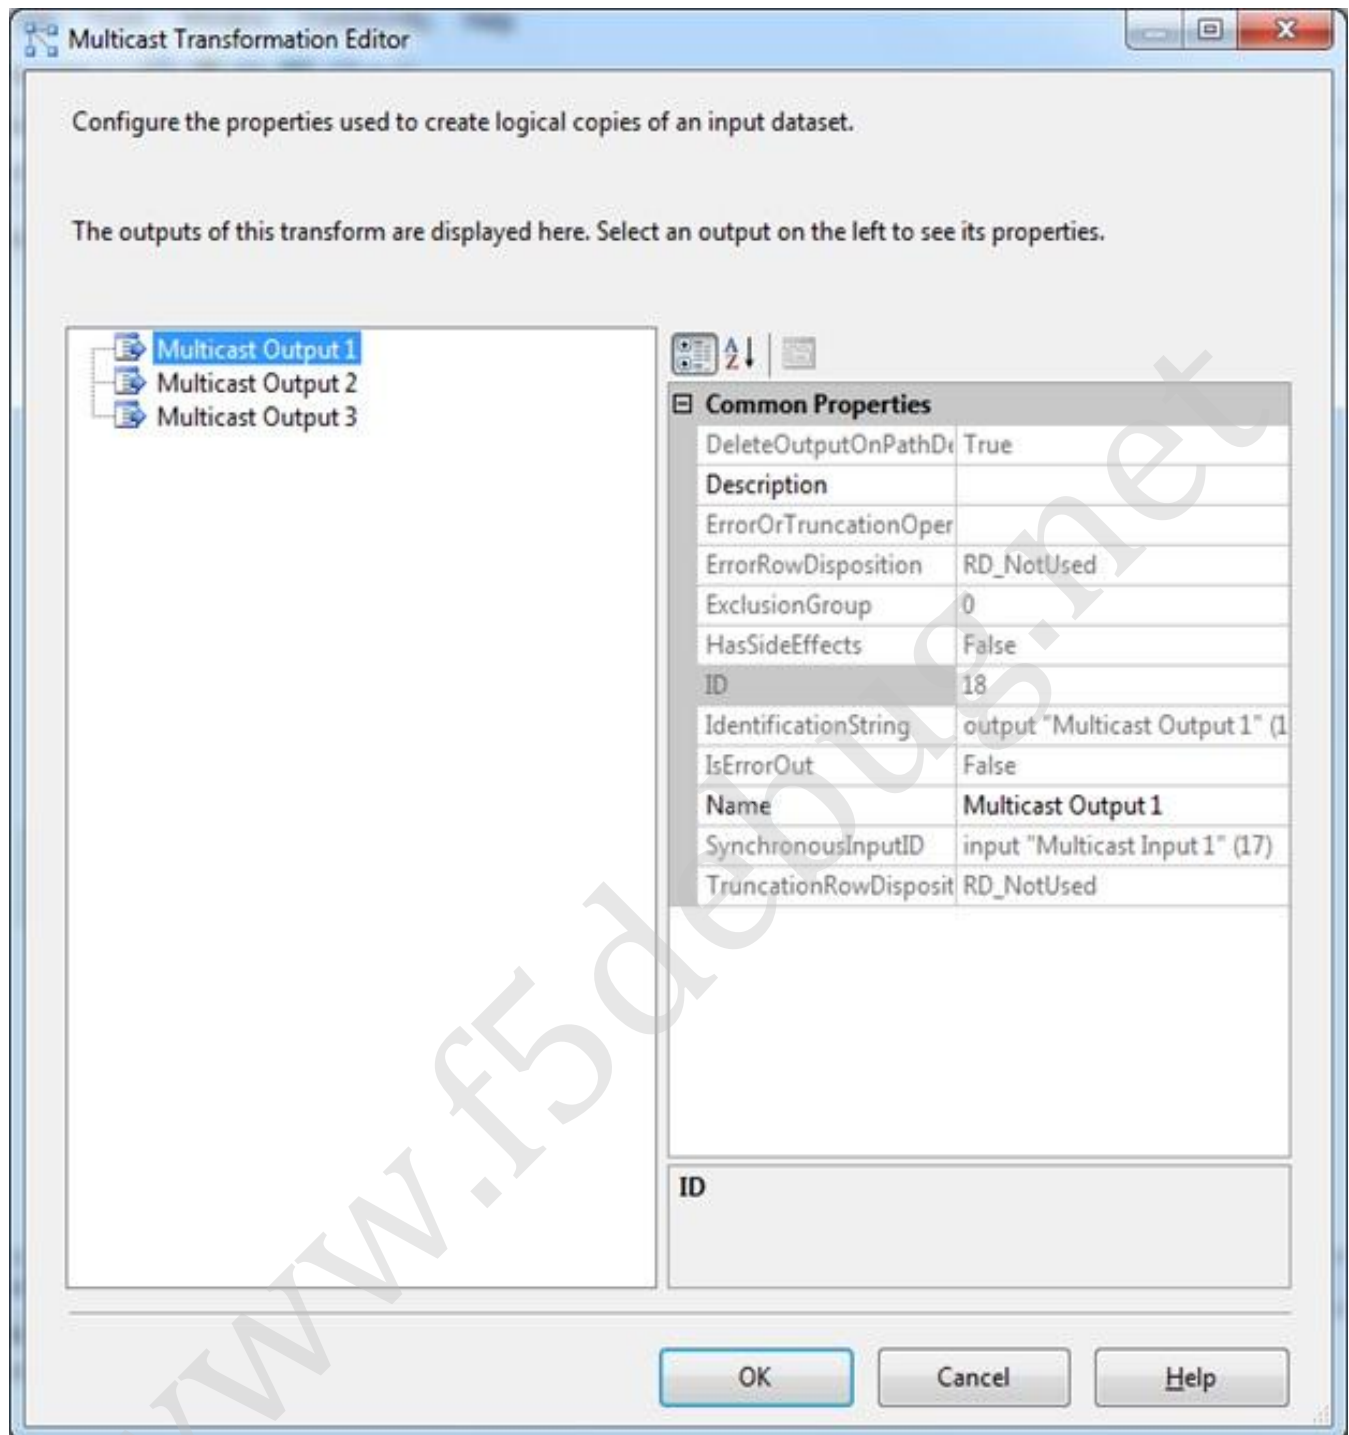 Multicast Transformation Editor
Configure the properties used to create logical copies of an input dataset.
The outputs of this transform are displayed here. Select an output on the left to see its properties.
Multicast Output 1
Multicast Output 2
Multicast Output 3
Common Properties
DeleteOutputOnPathDe True
Description
ErrorOrTruncationOper
ErrorRowDisposition RD_NotUsed
ExclusionGroup 0
HasSideEffects False
ID 18
IdentificationString output "Multicast Output 1" (1
IsErrorOut False
Name Multicast Output 1
SynchronousInputID input "Multicast Input 1" (17)
TruncationRowDisposit RD_NotUsed
ID
OK Cancel Help
www.f5debug.net